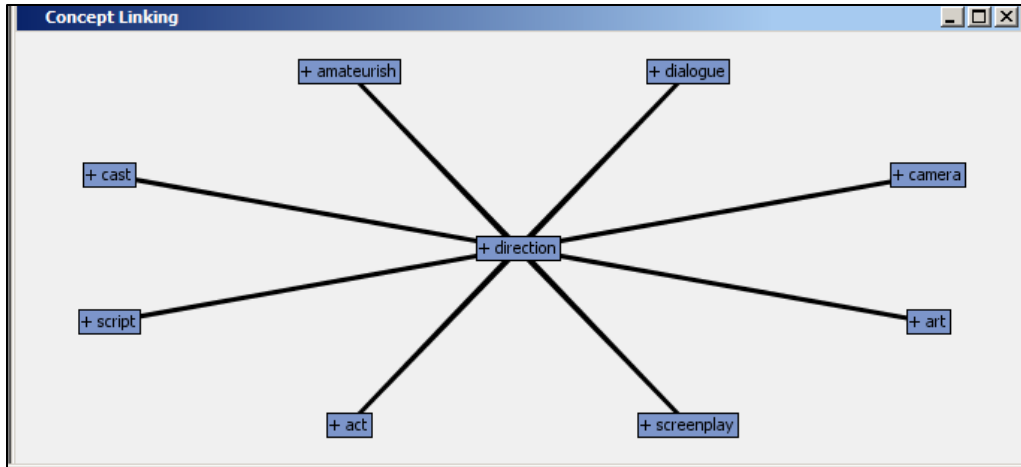 Concept Linking
+ amateurish
+ dialogue
+ cast
+ camera
+ direction
+ script
+ art
+ act
+ screenplay